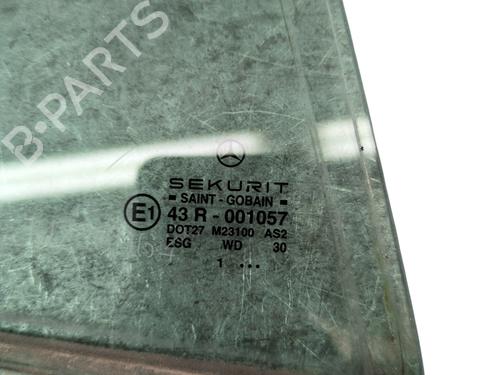 B-PARTS
SEKURIT
SAINT - GOBAIN
E1 43 R - 001057
DOT27 M23100 AS2
ESG WD 30
1 ...